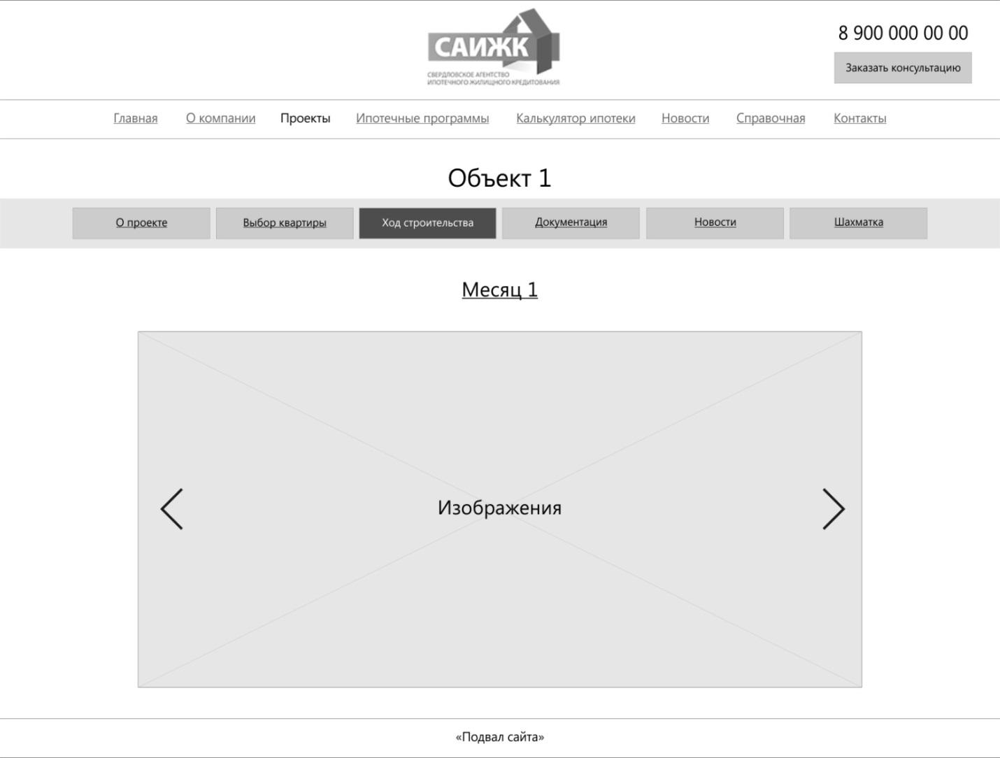 САИЖК
СВЕРДЛОВСКОЕ АГЕНТСТВО
ИПОТЕЧНОГО ЖИЛИЩНОГО КРЕДИТОВАНИЯ
8 900 000 00 00
Заказать консультацию
Главная О компании Проекты Ипотечные программы Калькулятор ипотеки Новости Справочная Контакты
Объект 1
О проекте Выбор квартиры Ход строительства Документация Новости Шахматка
Месяц 1
Изображения
«Подвал сайта»